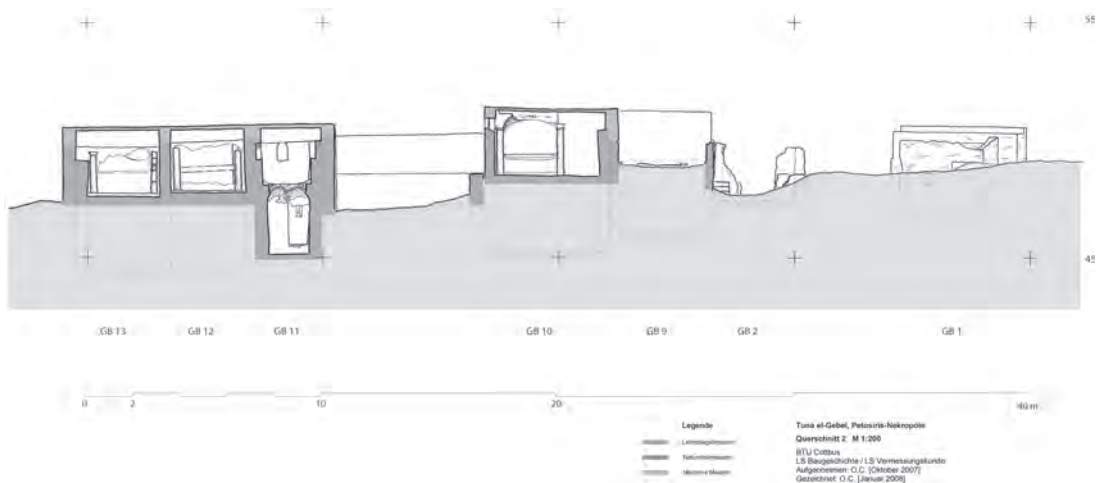 55
45
GB 13 GB 12 GB 11 GB 10 GB 9 GB 2 GB 1
0 2 10 20 40 m
Legende
Tuna el-Gebel, Petosiris-Nekropole
Querschnitt 2 M 1:200
BTU Cottbus
LS Baugeschichte / LS Vermessungskunde
Aufgenommen: O.C. [Oktober 2007]
Gezeichnet: O.C. [Januar 2008]